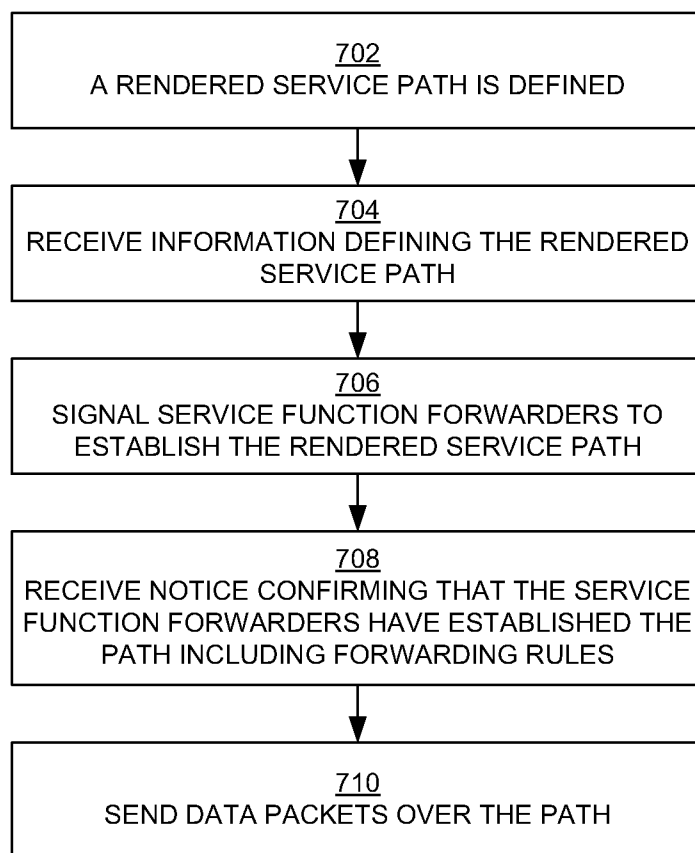 702
A RENDERED SERVICE PATH IS DEFINED
704
RECEIVE INFORMATION DEFINING THE RENDERED
SERVICE PATH
706
SIGNAL SERVICE FUNCTION FORWARDERS TO
ESTABLISH THE RENDERED SERVICE PATH
708
RECEIVE NOTICE CONFIRMING THAT THE SERVICE
FUNCTION FORWARDERS HAVE ESTABLISHED THE
PATH INCLUDING FORWARDING RULES
710
SEND DATA PACKETS OVER THE PATH